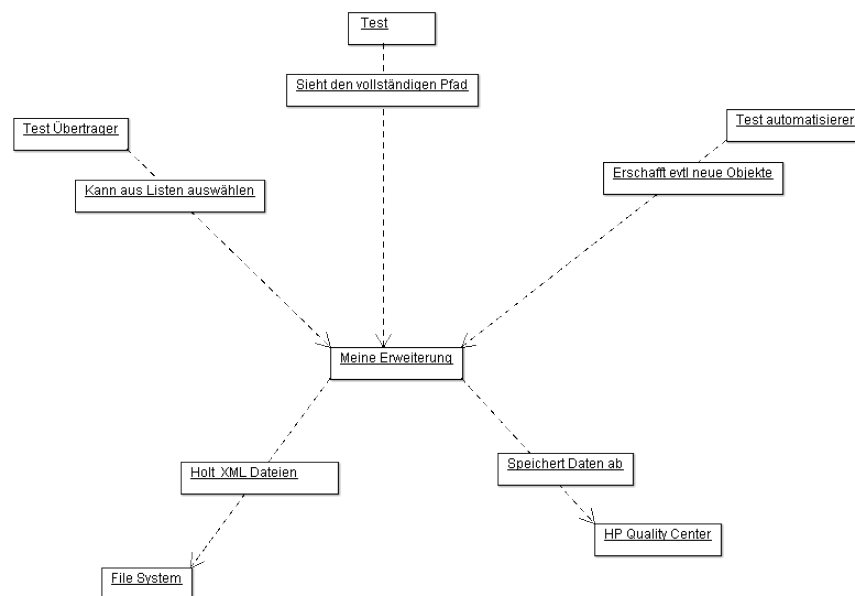 Test
Sieht den vollständigen Pfad
Test Übertrager
Test automatisierer
Kann aus Listen auswählen
Erschafft evtl neue Objekte
Meine Erweiterung
Holt XML Dateien
Speichert Daten ab
HP Quality Center
File System